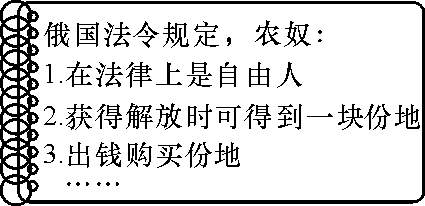 俄国法令规定，农奴：
1.在法律上是自由人
2.获得解放时可得到一块份地
3.出钱购买份地
……